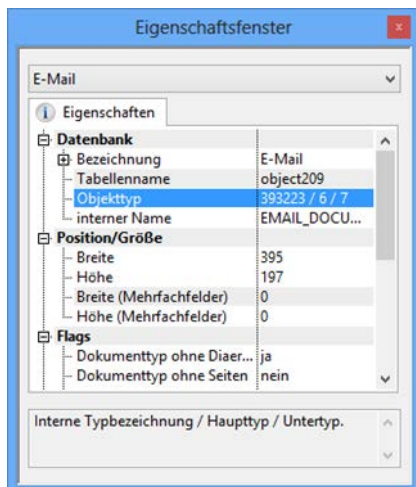 Eigenschaftsfenster
x
E-Mail
i Eigenschaften
Datenbank
Bezeichnung E-Mail
Tabellenname object209
Objekttyp 393223 / 6 / 7
interner Name EMAIL_DOCU...
Position/Größe
Breite 395
Höhe 197
Breite (Mehrfachfelder) 0
Höhe (Mehrfachfelder) 0
Flags
Dokumenttyp ohne Diaer... ja
Dokumenttyp ohne Seiten nein
Interne Typbezeichnung / Haupttyp / Untertyp.